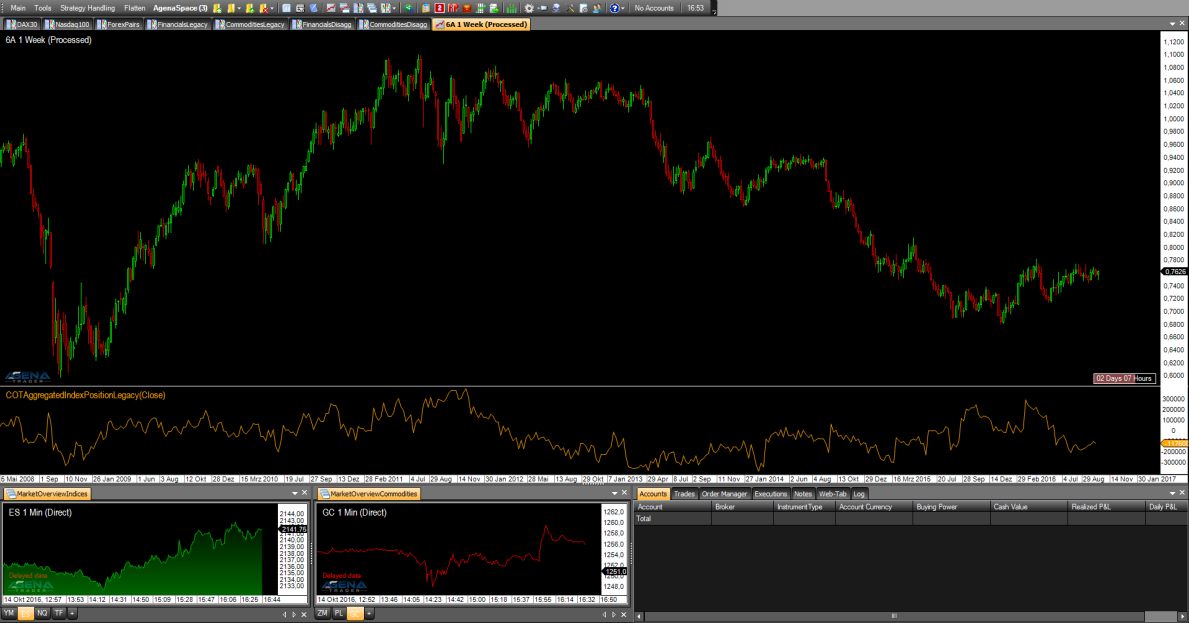 Main Tools Strategy Handling Flatten AgenaSpace (3) No Accounts 16:53
DAX30 Nasdaq100 ForexPairs FinancialsLegacy CommoditiesLegacy FinancialsDisagg CommoditiesDisagg 6A 1 Week (Processed)
6A 1 Week (Processed)
1,1200
1,1000
1,0800
1,0600
1,0400
1,0200
1,0000
0,9800
0,9600
0,9400
0,9200
0,9000
0,8800
0,8600
0,8400
0,8200
0,8000
0,7800
0,7626
0,7400
0,7200
0,7000
0,6800
0,6600
0,6400
0,6200
0,6000
AGENA
TRADER
02 Days 07 Hours
COTAggregatedIndexPositionLegacy(Close)
300000
200000
100000
0
-200000
-300000
5 Mai 2008 1 Sep 10 Nov 26 Jan 2009 1 Jun 3 Aug 12 Okt 28 Dez 15 Mrz 2010 19 Jul 27 Sep 13 Dez 28 Feb 2011 29 Aug 14 Nov 30 Jan 2012 28 Mai 13 Aug 29 Okt 7 Jan 2013 29 Apr 8 Jul 2 Sep 11 Nov 27 Jan 2014 2 Jun 4 Aug 13 Okt 29 Dez 16 Mrz 2015 20 Jul 28 Sep 14 Dez 29 Feb 2016 4 Jul 29 Aug 14 Nov 30 Jan 2017
MarketOverviewIndices
ES 1 Min (Direct)
2144,00
2143,00
2141,75
2140,00
2139,00
2138,00
2137,00
2136,00
2135,00
2134,00
2133,00
Delayed data
AGENA
TRADER
14 Okt 2016, 12:57 13:53 14:12 14:31 14:50 15:09 15:28 15:47 16:06 16:25 16:44
YM NQ TF +
MarketOverviewCommodities
GC 1 Min (Direct)
1262,0
1260,0
1258,0
1256,0
1254,0
1252,0
1251,0
1248,0
Delayed data
AGENA
TRADER
14 Okt 2016, 12:52 13:46 14:05 14:23 14:42 15:00 15:18 15:37 15:55 16:14 16:32 16:50
ZM PL +
Accounts Trades Order Manager Executions Notes Web-Tab Log
Account Broker InstrumentType Account Currency Buying Power Cash Value Realized P&L Daily P&L
Total